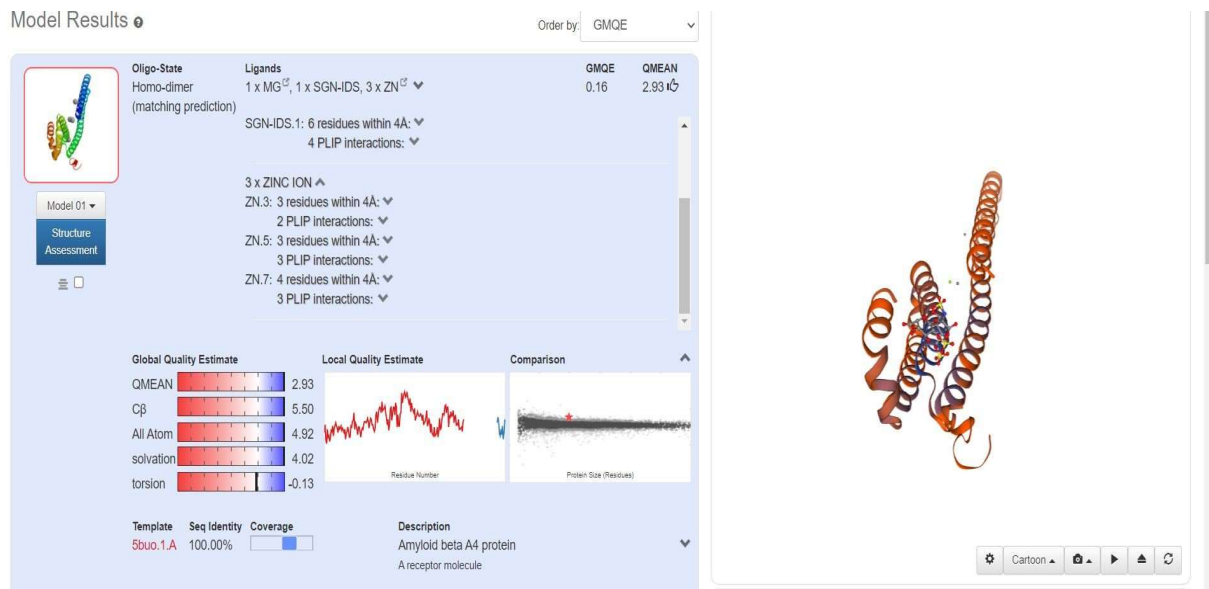 Model Results
Order by: GMQE
Oligo-State Ligands GMQE QMEAN
Homo-dimer 1 x MG, 1 x SGN-IDS, 3 x ZN 0.16 2.93
(matching prediction)
SGN-IDS.1: 6 residues within 4Å:
4 PLIP interactions:
3 x ZINC ION
ZN.3: 3 residues within 4Å:
2 PLIP interactions:
ZN.5: 3 residues within 4Å:
3 PLIP interactions:
ZN.7: 4 residues within 4Å:
3 PLIP interactions:
Model 01
Structure
Assessment
Global Quality Estimate Local Quality Estimate Comparison
QMEAN 2.93
Cβ 5.50
All Atom 4.92
solvation 4.02
torsion -0.13
Residue Number Protein Size (Residues)
Template Seq Identity Coverage Description
5buo.1.A 100.00% Amyloid beta A4 protein
A receptor molecule
Cartoon